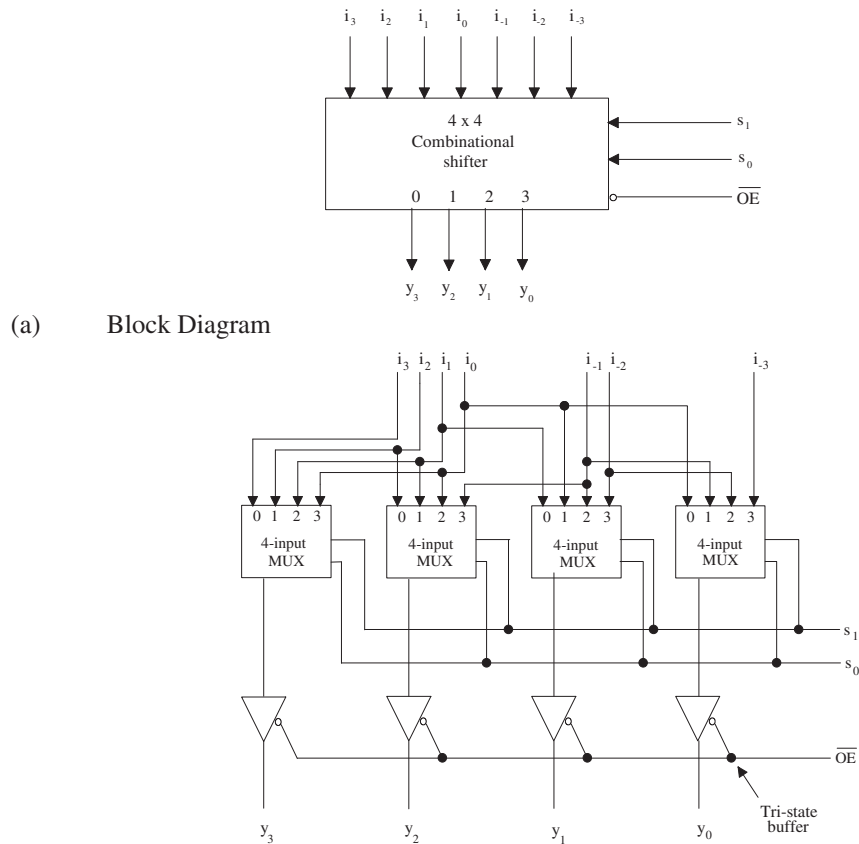 i₃ i₂ i₁ i₀ i₋₁ i₋₂ i₋₃
4 x 4
Combinational
shifter
s₁
s₀
O̅E̅
0 1 2 3
y₃ y₂ y₁ y₀
(a) Block Diagram
i₃ i₂ i₁ i₀ i₋₁ i₋₂ i₋₃
0 1 2 3 0 1 2 3 0 1 2 3 0 1 2 3
4-input 4-input 4-input 4-input
MUX MUX MUX MUX
s₁
s₀
O̅E̅
Tri-state
buffer
y₃ y₂ y₁ y₀